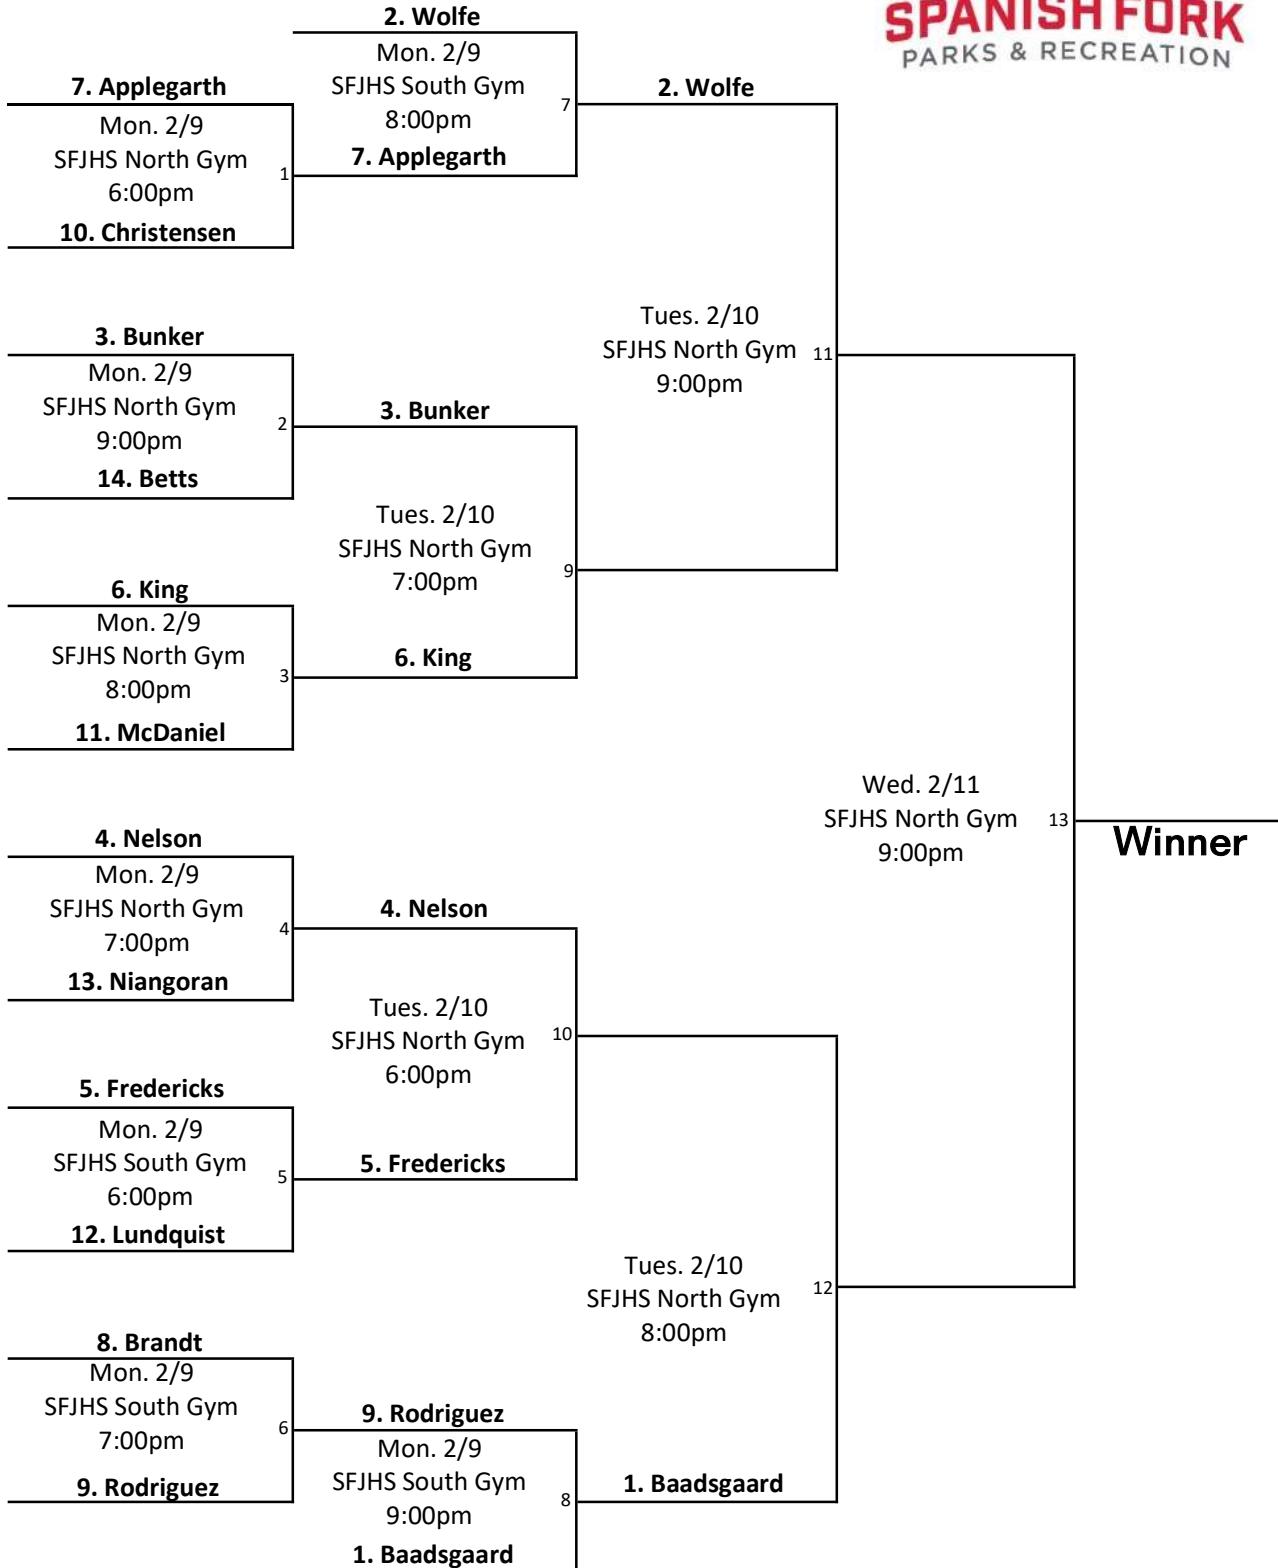 SPANISH FORK
PARKS & RECREATION
2. Wolfe
Mon. 2/9
SFJHS South Gym
8:00pm
7
7. Applegarth
2. Wolfe
7. Applegarth
Mon. 2/9
SFJHS North Gym
6:00pm
1
10. Christensen
Tues. 2/10
SFJHS North Gym
9:00pm
11
3. Bunker
Mon. 2/9
SFJHS North Gym
9:00pm
2
14. Betts
3. Bunker
Tues. 2/10
SFJHS North Gym
7:00pm
9
6. King
6. King
Mon. 2/9
SFJHS North Gym
8:00pm
3
11. McDaniel
Wed. 2/11
SFJHS North Gym
9:00pm
13
Winner
4. Nelson
Mon. 2/9
SFJHS North Gym
7:00pm
4
13. Niangoran
4. Nelson
Tues. 2/10
SFJHS North Gym
6:00pm
10
5. Fredericks
5. Fredericks
Mon. 2/9
SFJHS South Gym
6:00pm
5
12. Lundquist
Tues. 2/10
SFJHS North Gym
8:00pm
12
8. Brandt
Mon. 2/9
SFJHS South Gym
7:00pm
6
9. Rodriguez
9. Rodriguez
Mon. 2/9
SFJHS South Gym
9:00pm
8
1. Baadsgaard
1. Baadsgaard